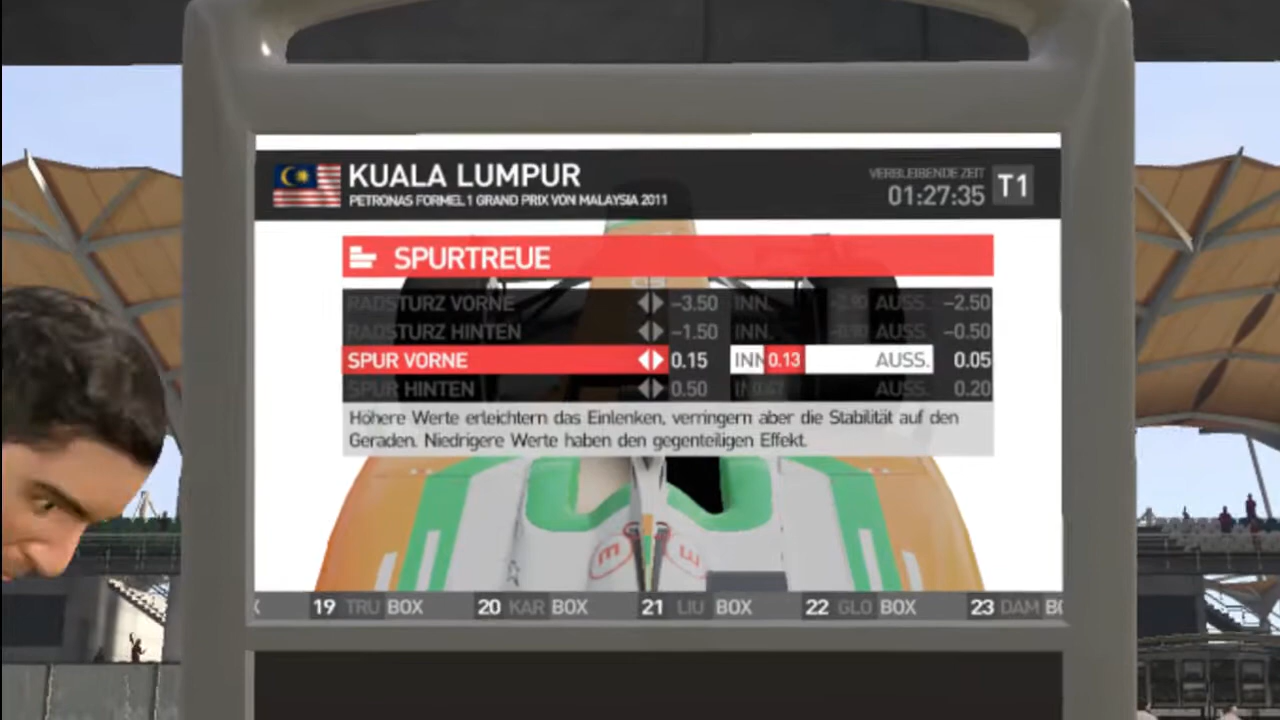 KUALA LUMPUR
PETRONAS FORMEL 1 GRAND PRIX VON MALAYSIA 2011
VERBLEIBENDE ZEIT
01:27:35
T1
SPURTREUE
RADSTURZ VORNE -3.50 INN. AUSS. -2.50
RADSTURZ HINTEN -1.50 INN. AUSS. -0.50
SPUR VORNE 0.15 INN 0.13 AUSS. 0.05
SPUR HINTEN 0.50 AUSS. 0.20
Höhere Werte erleichtern das Einlenken, verringern aber die Stabilität auf den
Geraden. Niedrigere Werte haben den gegenteiligen Effekt.
19 TRU BOX 20 KAR BOX 21 LIU BOX 22 GLO BOX 23 DAM